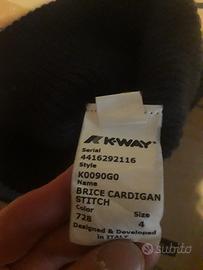 K-WAY®
Serial
4416292116
Style
K0090G0
Name
BRICE CARDIGAN
STITCH
Color Size
728 4
Designed & Developed
in ITALY
subito